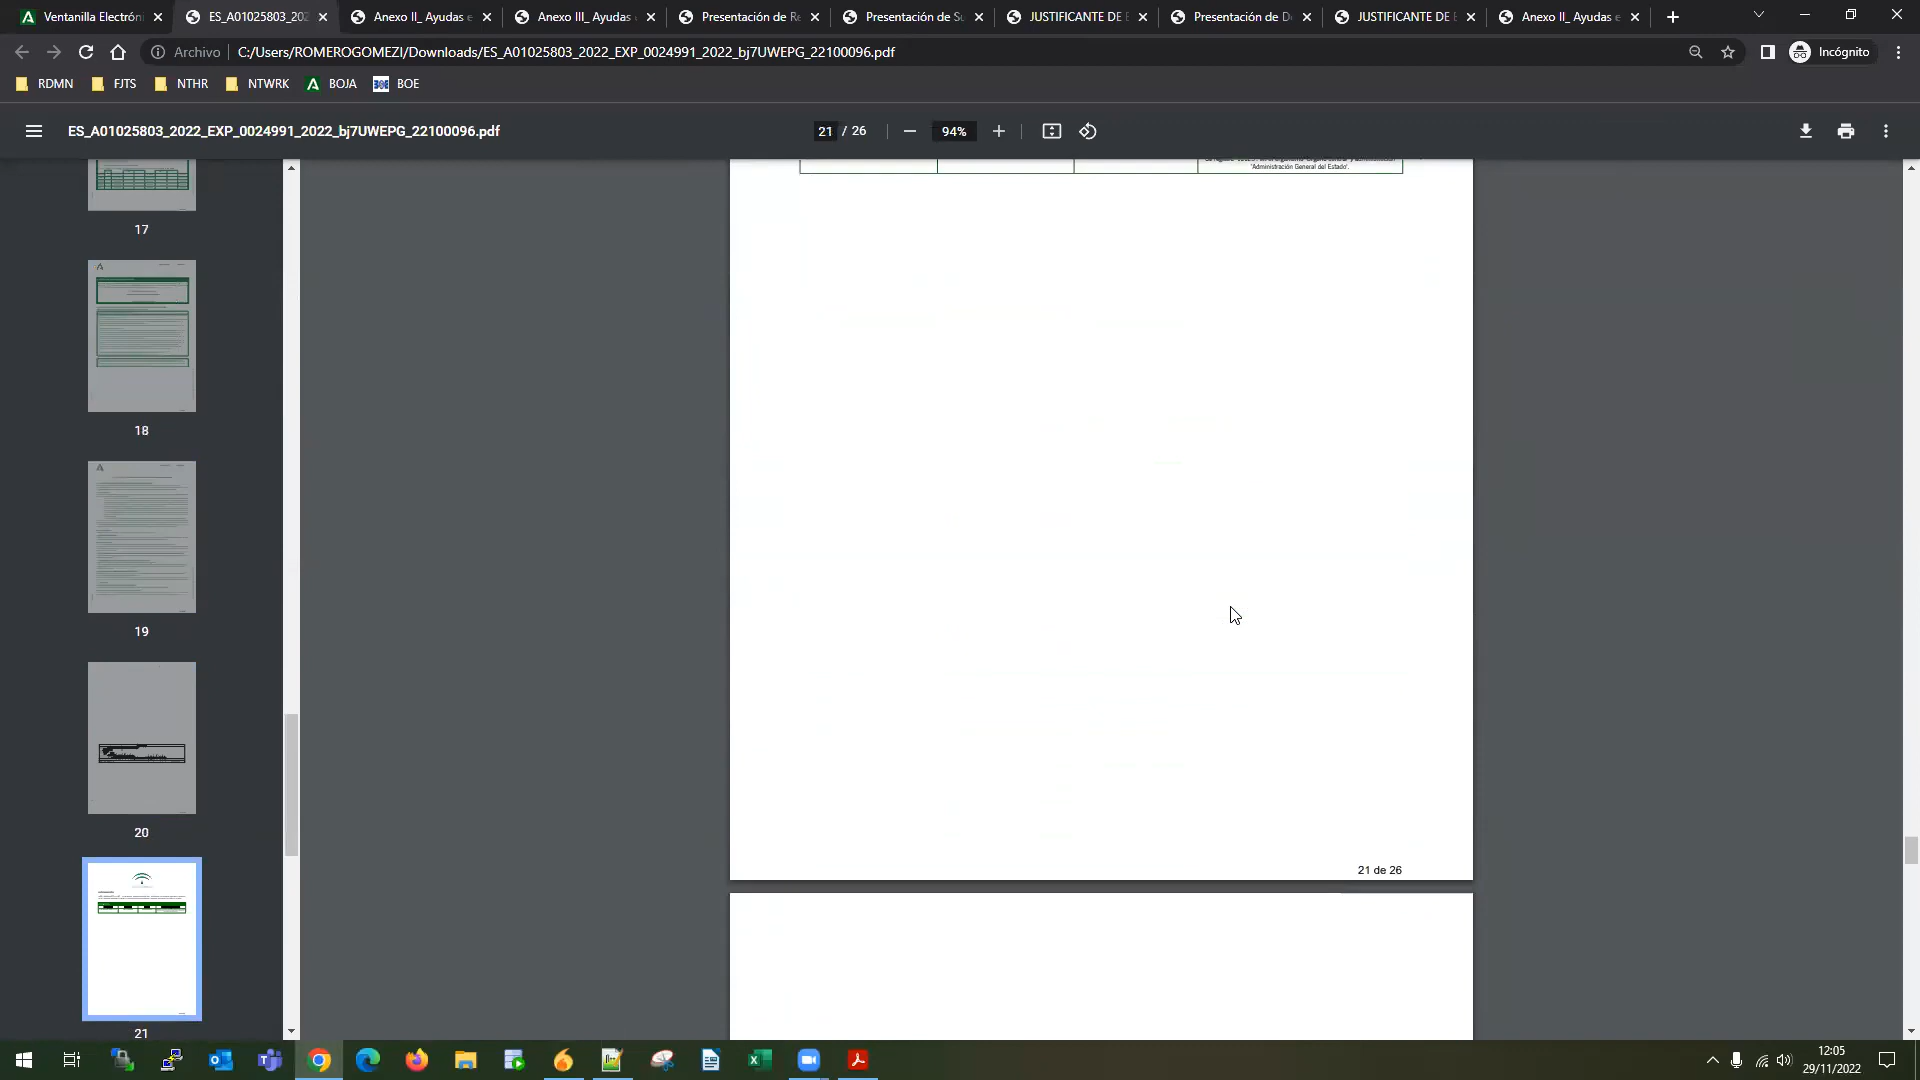 Ventanilla Electróni
ES_A01025803_202
Anexo II_ Ayudas e
Anexo III_ Ayudas
Presentación de Re
Presentación de Su
JUSTIFICANTE DE
Presentación de D
JUSTIFICANTE DE
Anexo II_ Ayudas e
Archivo
C:/Users/ROMEROGOMEZI/Downloads/ES_A01025803_2022_EXP_0024991_2022_bj7UWEPG_22100096.pdf
Incógnito
RDMN
FJTS
NTHR
NTWRK
BOJA
BOE
ES_A01025803_2022_EXP_0024991_2022_bj7UWEPG_22100096.pdf
21 / 26
94%
'Administración General del Estado'.
17
18
19
20
21
21 de 26
12:05
29/11/2022